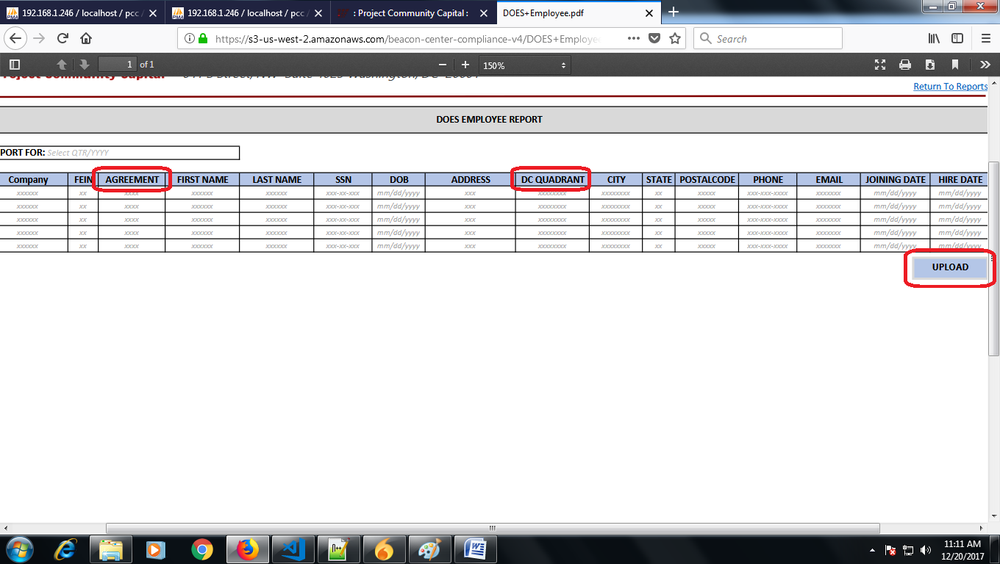 192.168.1.246 / localhost / pcc /
192.168.1.246 / localhost / pcc /
: Project Community Capital :
DOES+Employee.pdf
https://s3-us-west-2.amazonaws.com/beacon-center-compliance-v4/DOES+Employe
Search
1 of 1
150%
Return To Reports
DOES EMPLOYEE REPORT
PORT FOR: Select QTR/YYYY
Company FEIN AGREEMENT FIRST NAME LAST NAME SSN DOB ADDRESS DC QUADRANT CITY STATE POSTALCODE PHONE EMAIL JOINING DATE HIRE DATE
xxxxxx xx xxxx xxxxxx xxxxxx xxx-xx-xxx mm/dd/yyyy xxx xxxxxxxx xxxxxxxx xx xxxxx xxx-xxx-xxxx xxxxxxx mm/dd/yyyy mm/dd/yyyy
xxxxxx xx xxxx xxxxxx xxxxxx xxx-xx-xxx mm/dd/yyyy xxx xxxxxxxx xxxxxxxx xx xxxxx xxx-xxx-xxxx xxxxxxx mm/dd/yyyy mm/dd/yyyy
xxxxxx xx xxxx xxxxxx xxxxxx xxx-xx-xxx mm/dd/yyyy xxx xxxxxxxx xxxxxxxx xx xxxxx xxx-xxx-xxxx xxxxxxx mm/dd/yyyy mm/dd/yyyy
xxxxxx xx xxxx xxxxxx xxxxxx xxx-xx-xxx mm/dd/yyyy xxx xxxxxxxx xxxxxxxx xx xxxxx xxx-xxx-xxxx xxxxxxx mm/dd/yyyy mm/dd/yyyy
xxxxxx xx xxxx xxxxxx xxxxxx xxx-xx-xxx mm/dd/yyyy xxx xxxxxxxx xxxxxxxx xx xxxxx xxx-xxx-xxxx xxxxxxx mm/dd/yyyy mm/dd/yyyy
UPLOAD
11:11 AM
12/20/2017